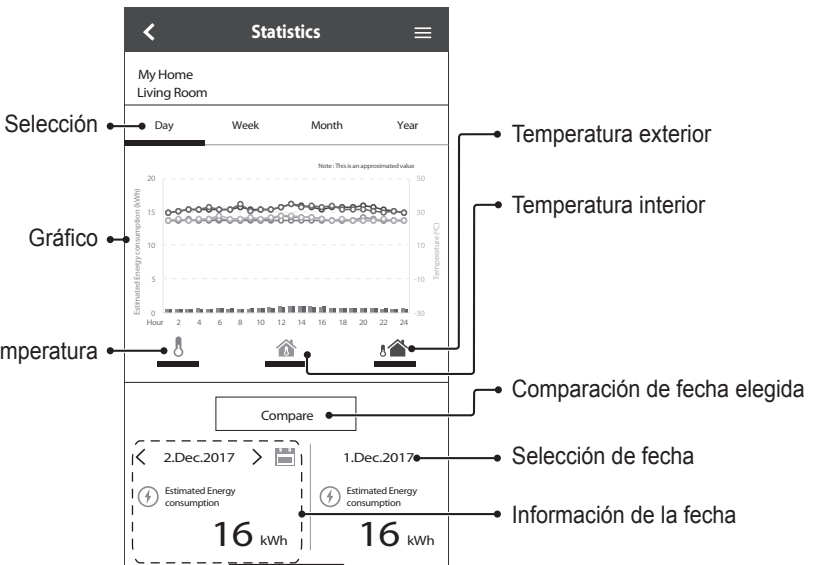 Statistics
My Home
Living Room
Selección
Day Week Month Year
Temperatura exterior
Note : This is an approximated value
20 50
Temperatura interior
15 30
Gráfico
Estimated Energy consumption (kWh)
Temperature (ºC)
10 10
5 -10
0 -30
Hour 2 4 6 8 10 12 14 16 18 20 22 24
mperatura
Comparación de fecha elegida
Compare
2.Dec.2017 1.Dec.2017
Selección de fecha
Estimated Energy Estimated Energy
consumption consumption
Información de la fecha
16 kWh 16 kWh